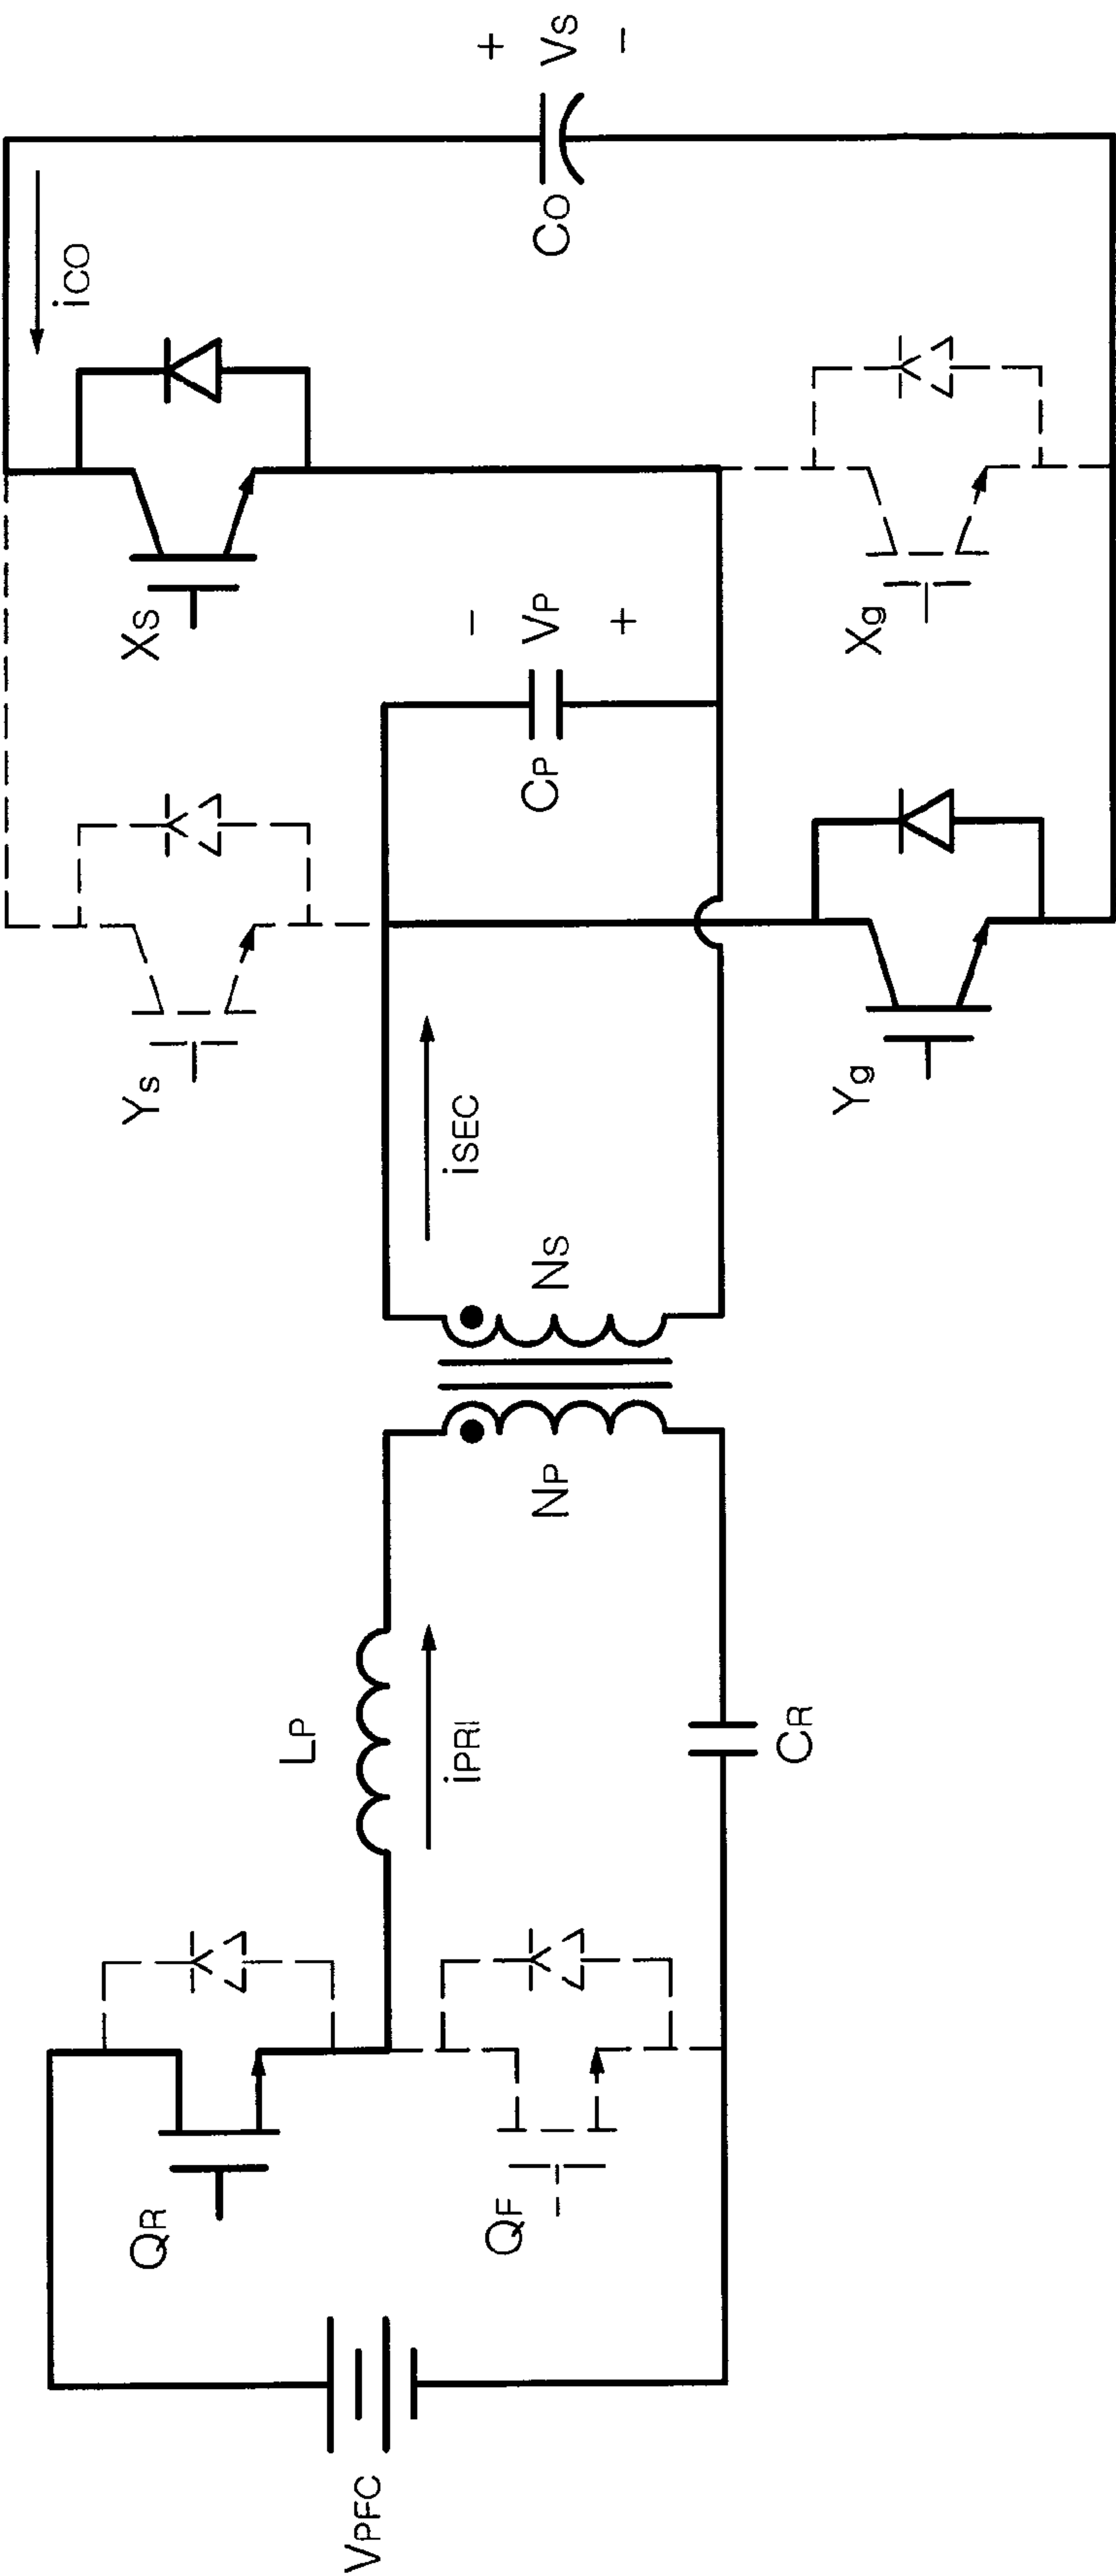 +
VS
−
CO
iCO
XS
Xg
−
VP
+
CP
YS
Yg
iSEC
NS
NP
LP
iPRI
CR
QR
QF
VPFC